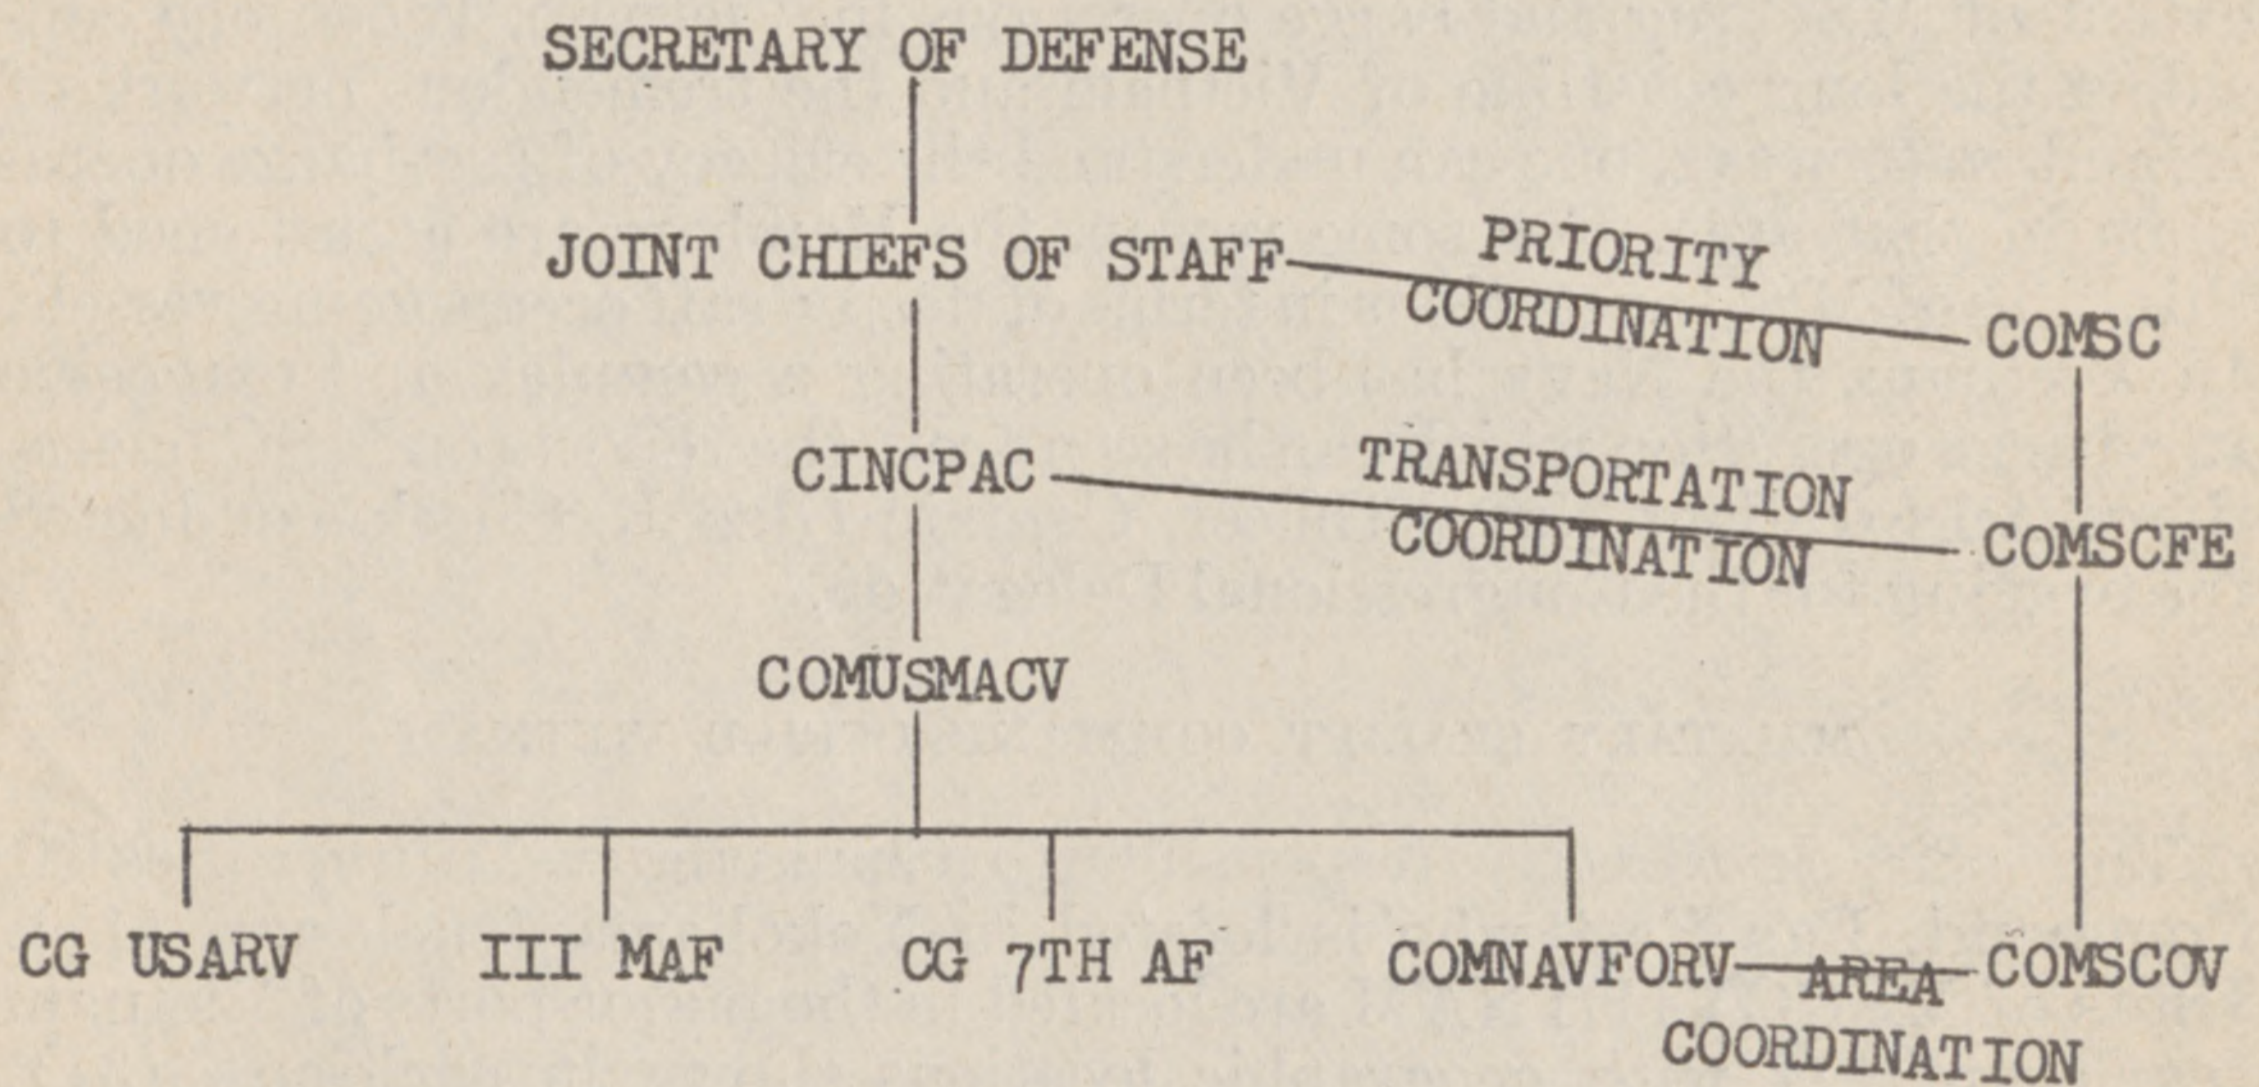 SECRETARY OF DEFENSE
JOINT CHIEFS OF STAFF
PRIORITY
COORDINATION
COMSC
CINCPAC
TRANSPORTATION
COORDINATION
COMSCFE
COMUSMACV
CG USARV
III MAF
CG 7TH AF
COMNAVFORV
AREA
COORDINATION
COMSCOV